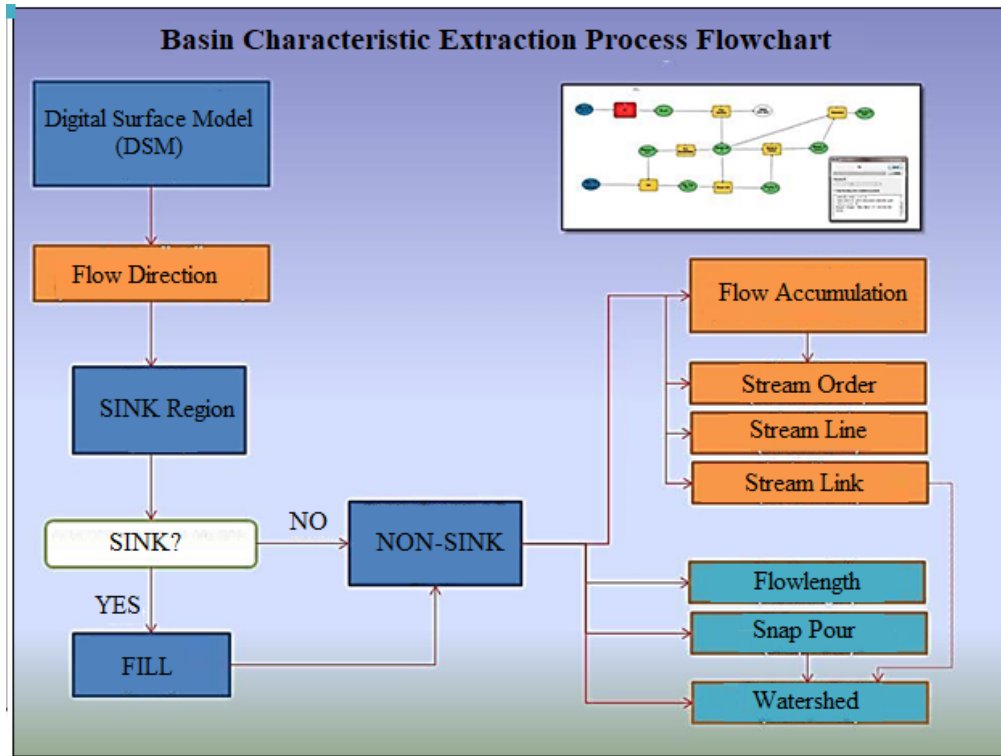 Basin Characteristic Extraction Process Flowchart
Digital Surface Model
(DSM)
Flow Direction
SINK Region
SINK?
NO
YES
FILL
NON-SINK
Flow Accumulation
Stream Order
Stream Line
Stream Link
Flowlength
Snap Pour
Watershed